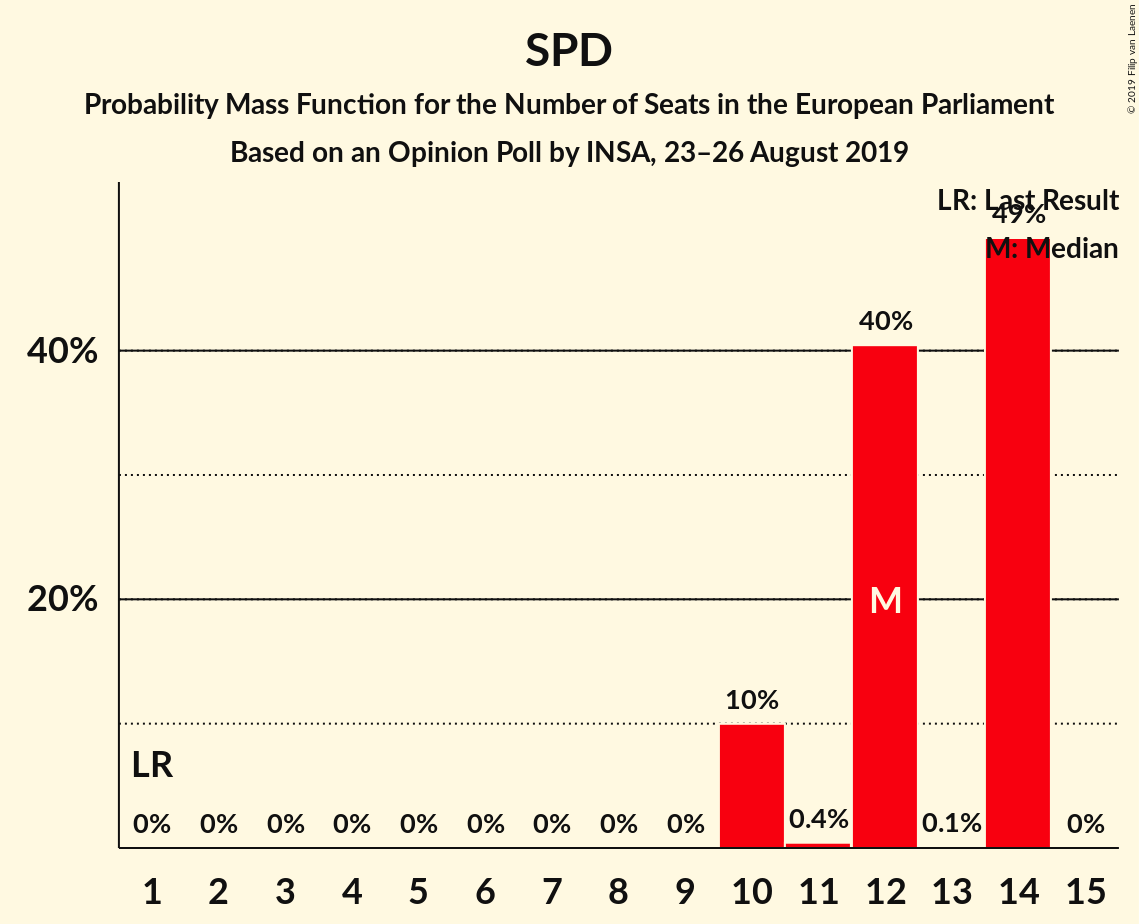 SPD
Probability Mass Function for the Number of Seats in the European Parliament
Based on an Opinion Poll by INSA, 23–26 August 2019
© 2019 Filip van Laenen
LR: Last Result
M: Median
49%
40%
40%
20%
M
10%
LR
0% 0% 0% 0% 0% 0% 0% 0% 0% 0.4% 0.1% 0%
1 2 3 4 5 6 7 8 9 10 11 12 13 14 15